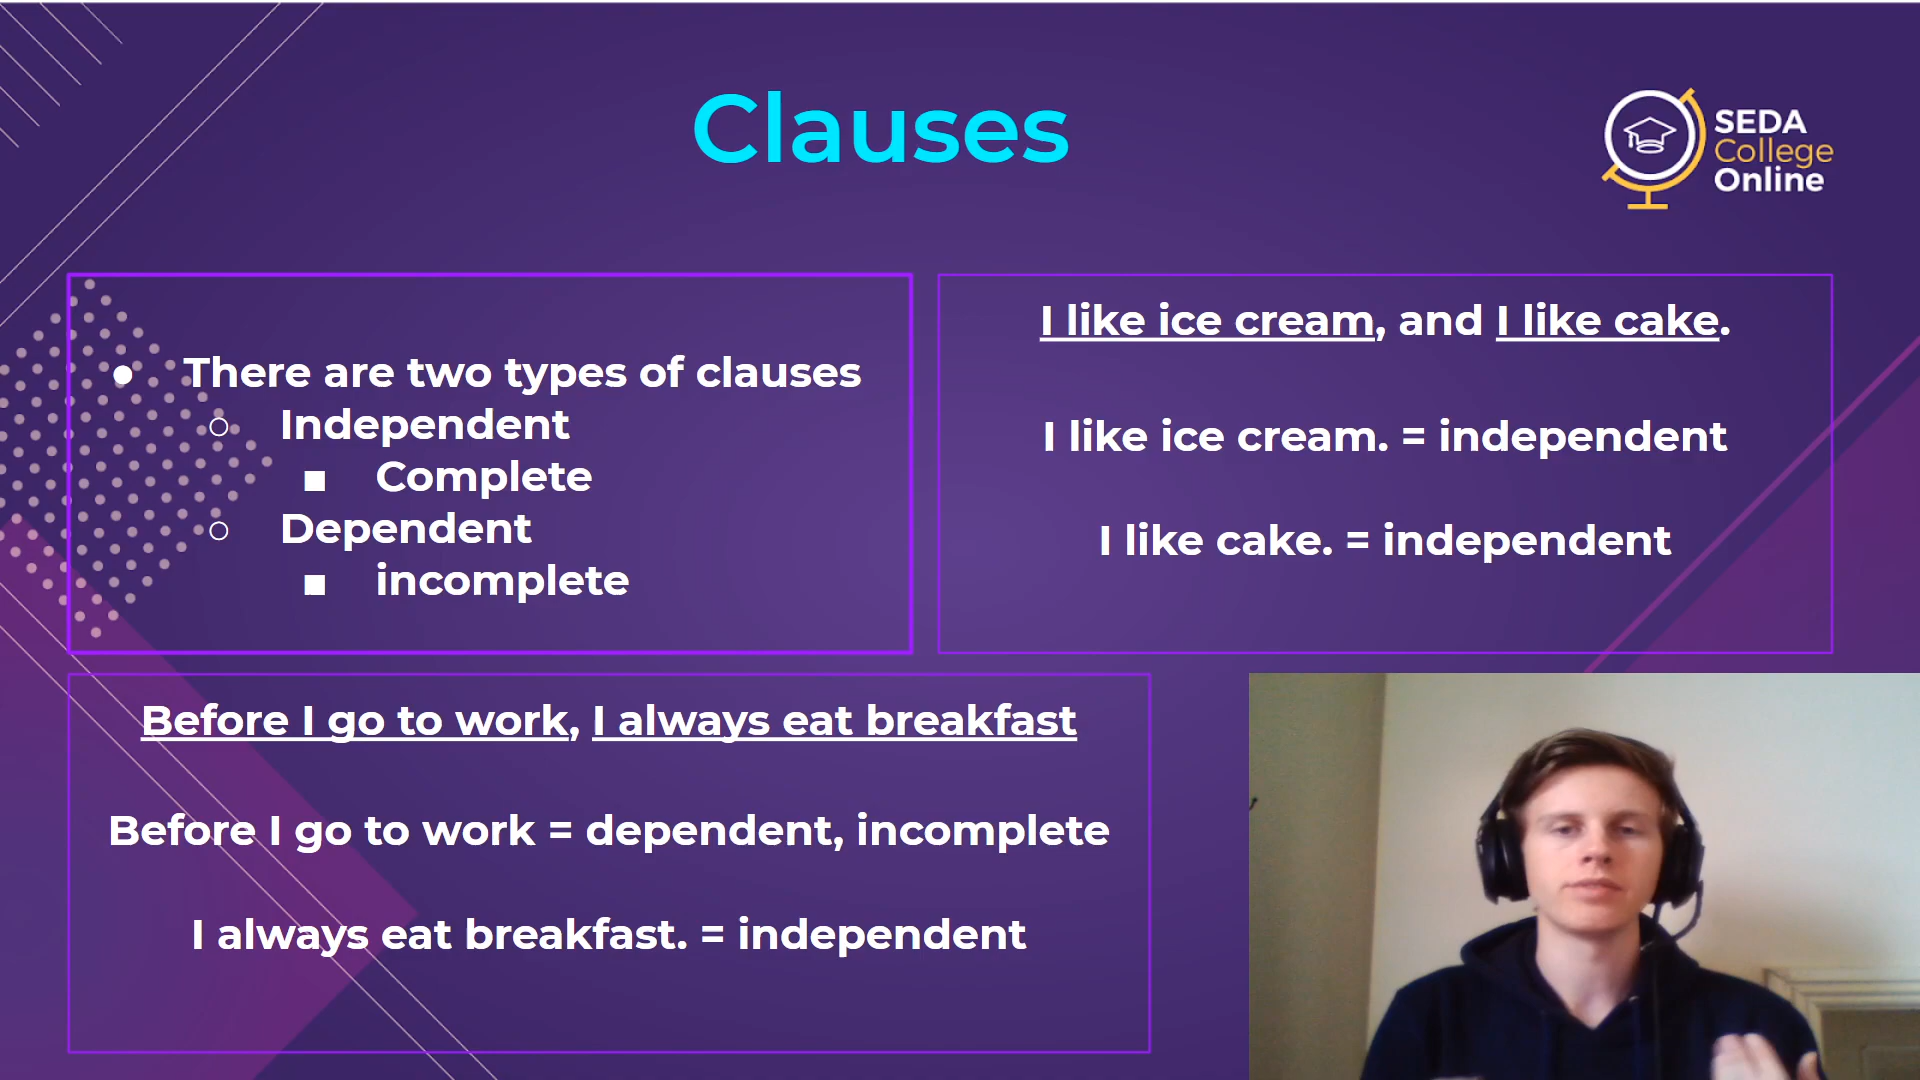 Clauses
SEDA
College
Online
● There are two types of clauses
○ Independent
■ Complete
○ Dependent
■ incomplete
I like ice cream, and I like cake.
I like ice cream. = independent
I like cake. = independent
Before I go to work, I always eat breakfast
Before I go to work = dependent, incomplete
I always eat breakfast. = independent